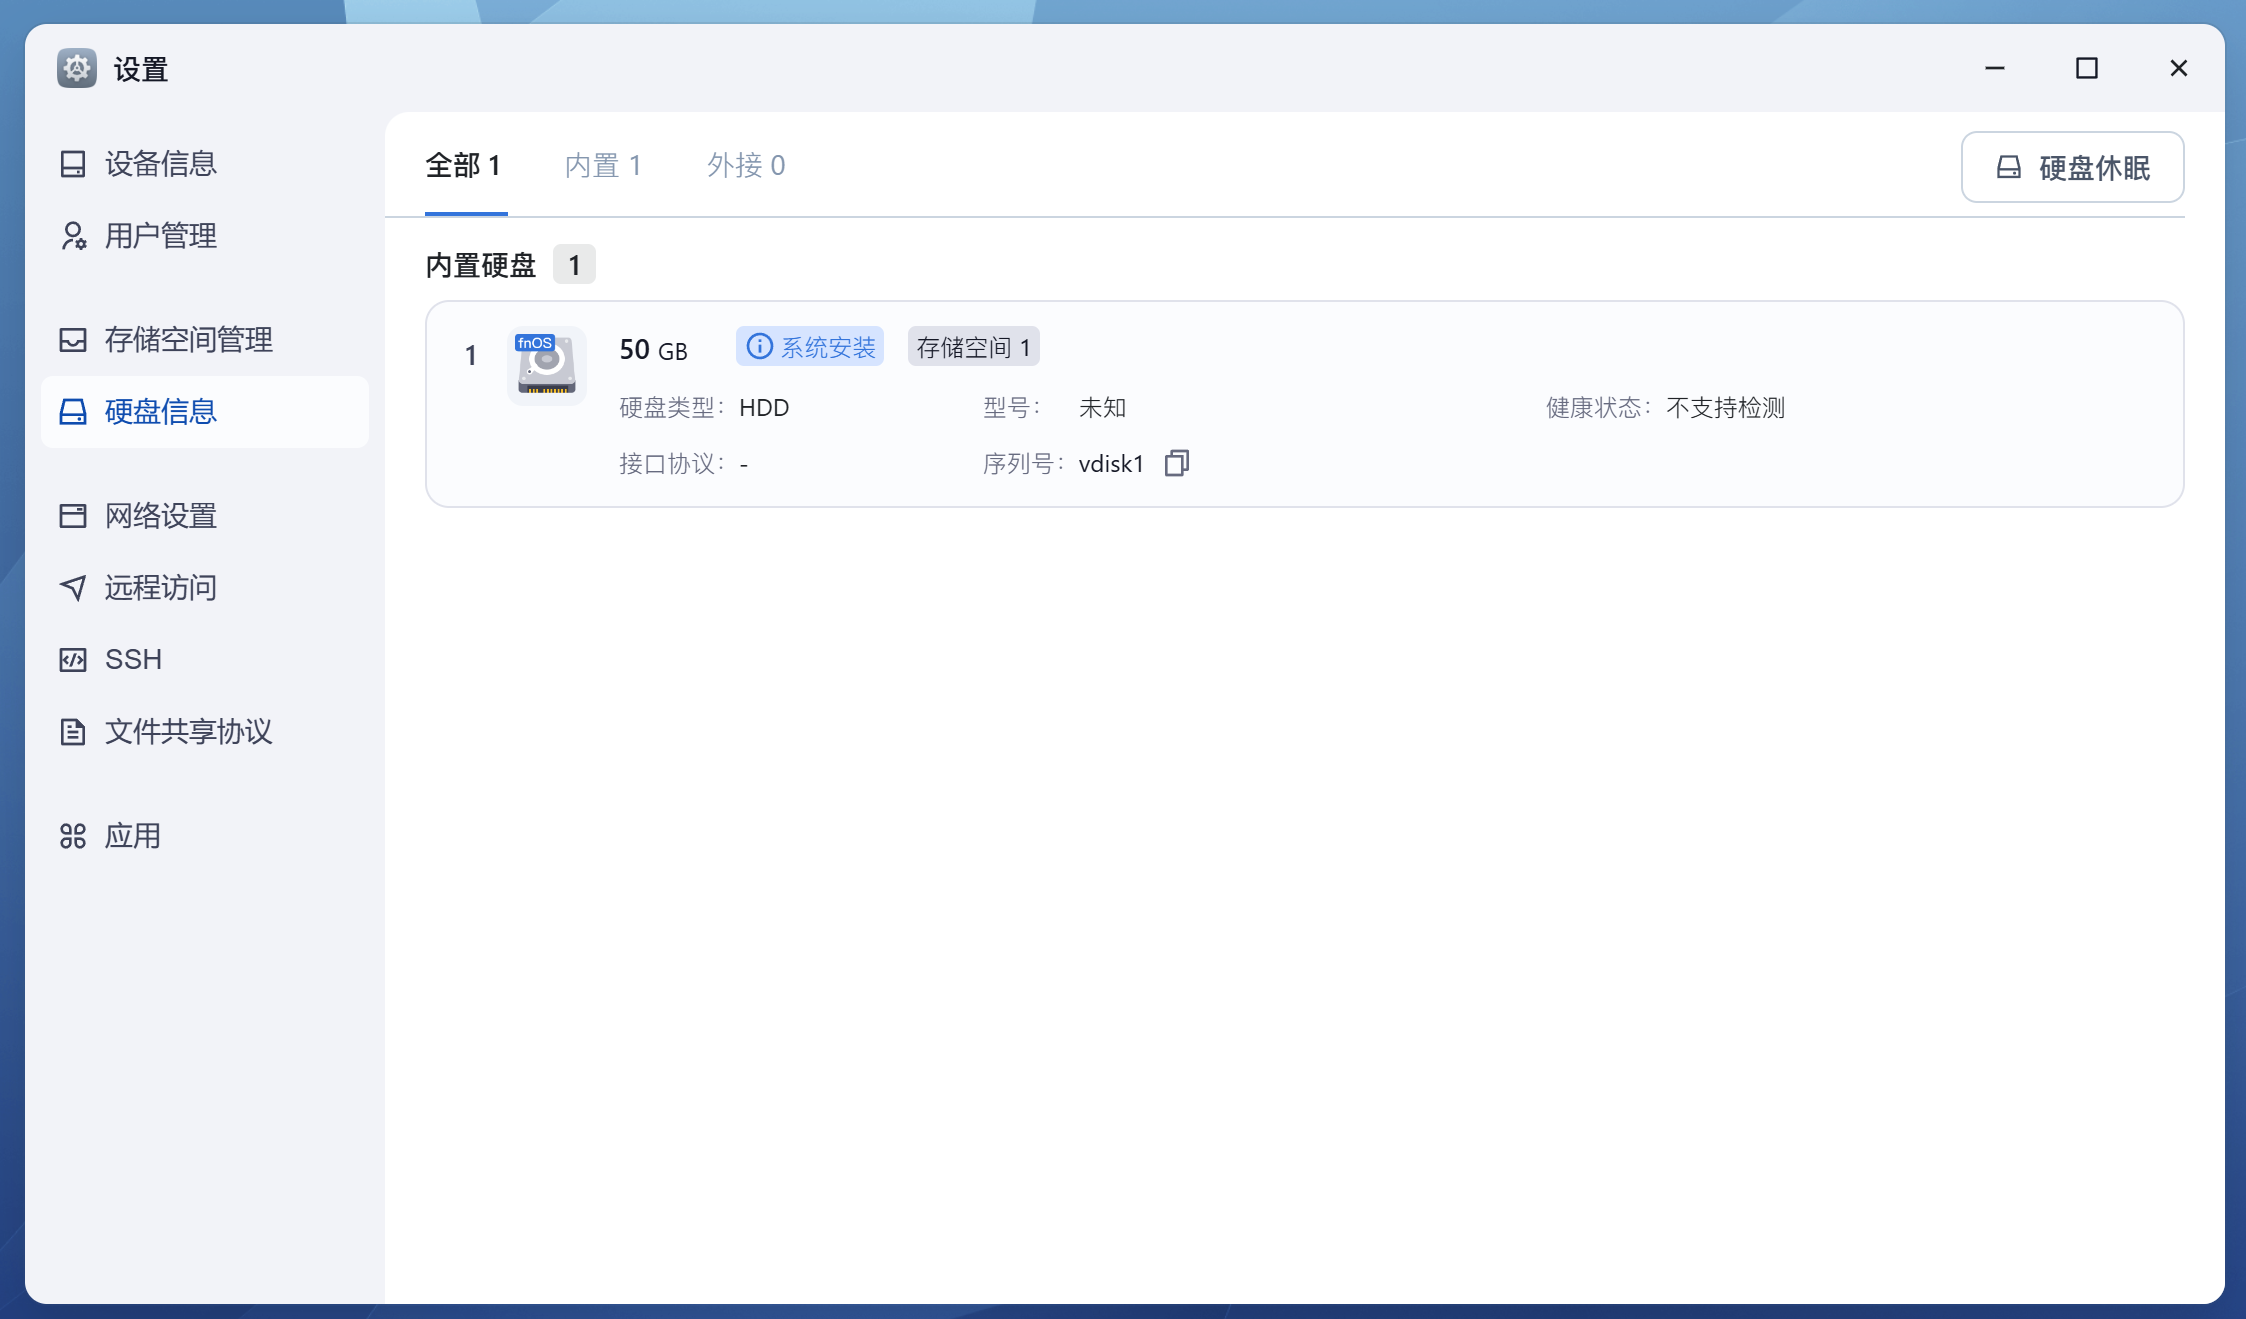 设置
设备信息
用户管理
存储空间管理
硬盘信息
网络设置
远程访问
SSH
文件共享协议
应用
全部 1
内置 1
外接 0
硬盘休眠
内置硬盘 1
1
fnOS
50 GB
系统安装
存储空间 1
硬盘类型: HDD
型号: 未知
健康状态: 不支持检测
接口协议: -
序列号: vdisk1